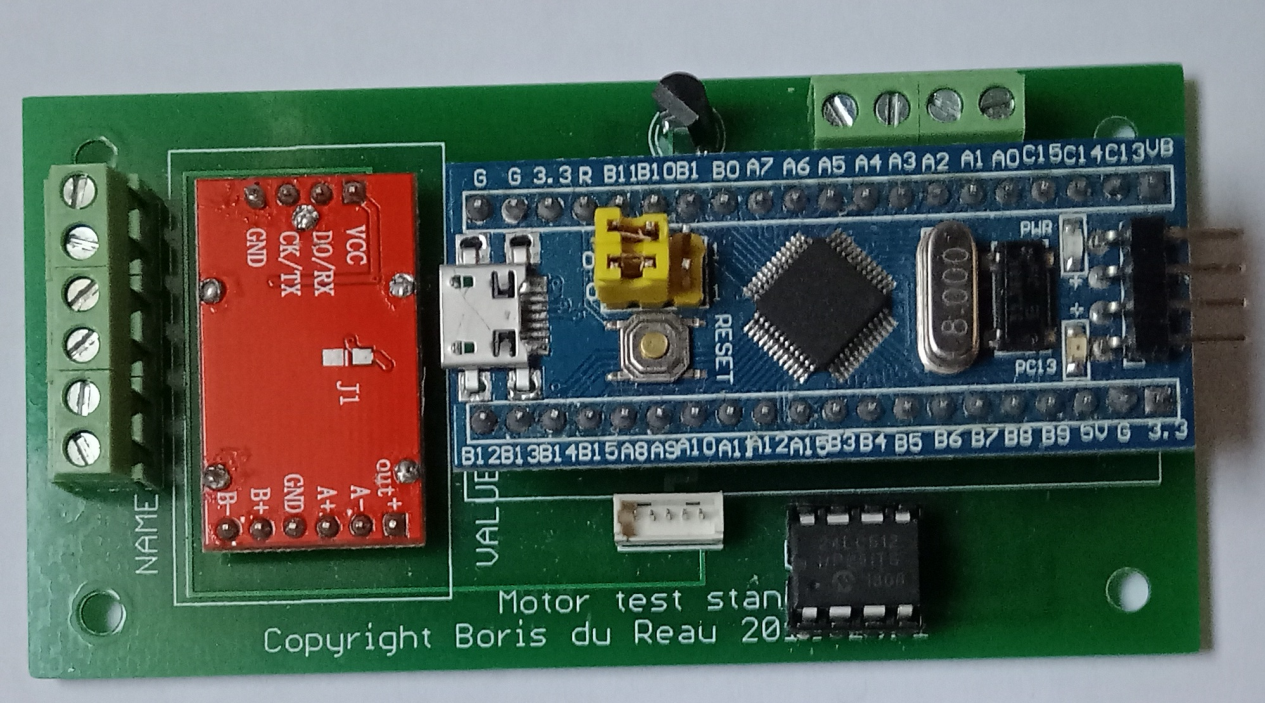 G G 3.3 R B11 B10 B1 B0 A7 A6 A5 A4 A3 A2 A1 A0 C15 C14 C13 VB
VCC
DO/RX
CK/TX
GND
PWR
8.000
RESET
PC13
J1
B12 B13 B14 B15 A8 A9 A10 A11 A12 A15 B3 B4 B5 B6 B7 B8 B9 5V G 3.3
out+
A-
A+
GND
B+
B-
NAME
VALUE
24LC512
Motor test stan
Copyright Boris du Reau